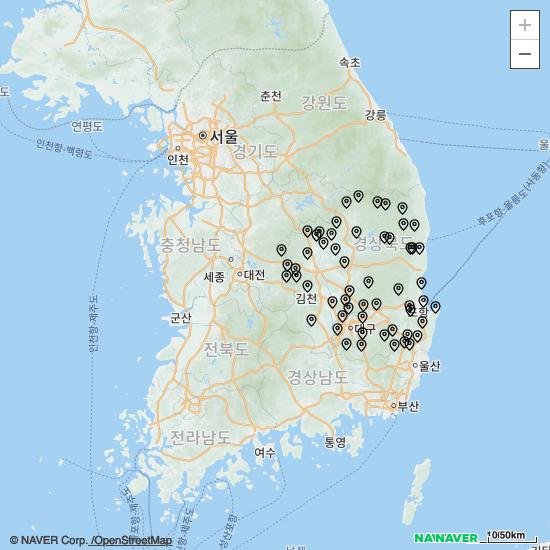 +
−
속초
춘천
강원도
강릉
도
연평도
서울
경기도
인천
인천항-백령도
울
후포항-울릉도(사동항)
충청남도
경상북도
세종
대전
김천
포항
군산
대구
인천항-제주도
전북도
경상남도
울산
부산
전라남도
여수
통영
© NAVER Corp. /OpenStreetMap
NAVER
NAVER
10/50km